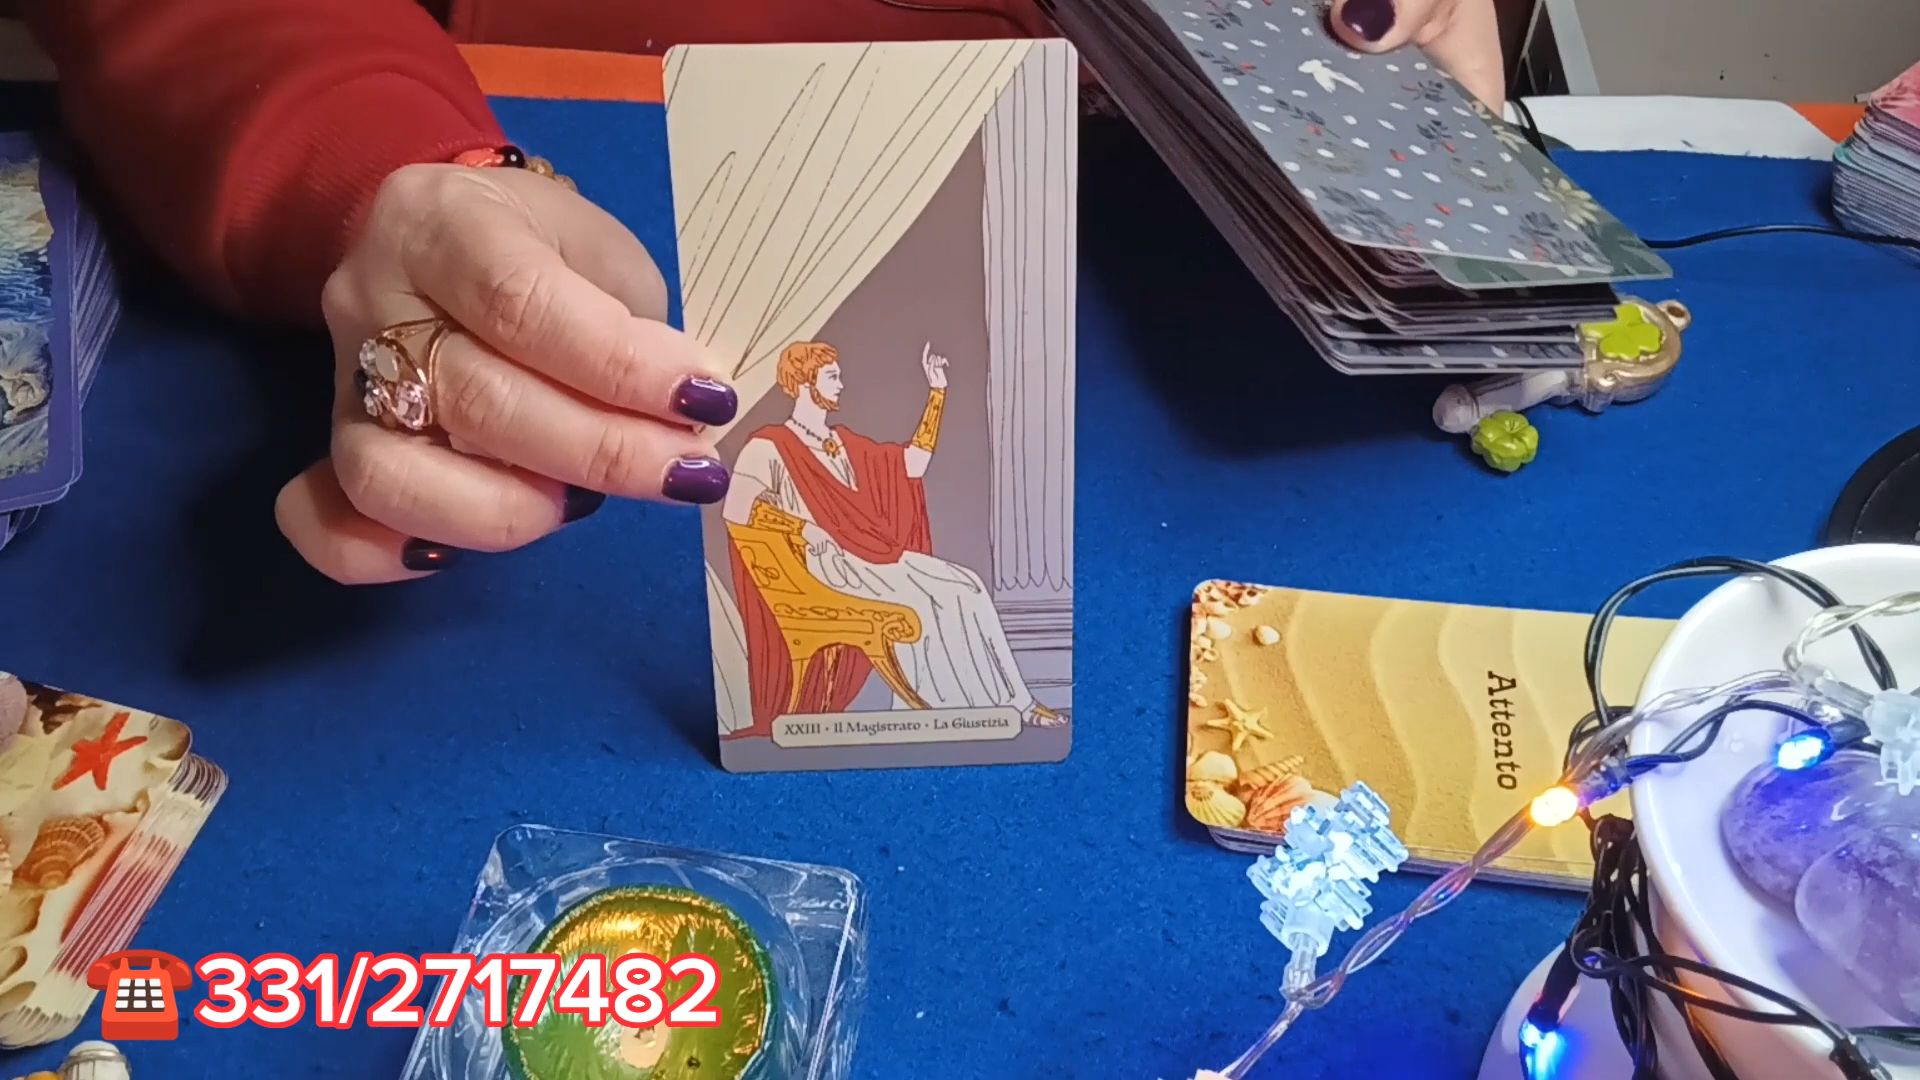 XXIII • Il Magistrato • La Giustizia
Attento
331/2717482